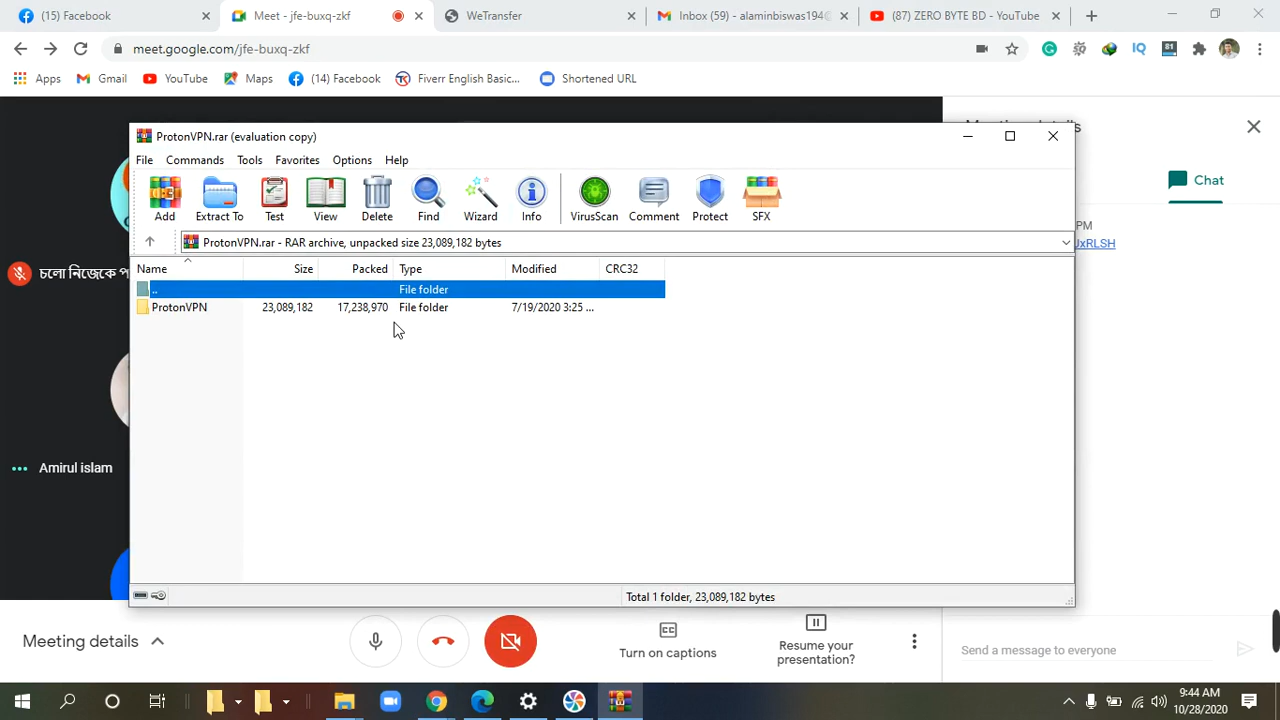 (15) Facebook
Meet - jfe-buxq-zkf
WeTransfer
Inbox (59) - alaminbiswas194
(87) ZERO BYTE BD - YouTube
meet.google.com/jfe-buxq-zkf
81
IQ
Apps
Gmail
YouTube
Maps
(14) Facebook
Fiverr English Basic...
Shortened URL
ProtonVPN.rar (evaluation copy)
File
Commands
Tools
Favorites
Options
Help
Add
Extract To
Test
View
Delete
Find
Wizard
Info
VirusScan
Comment
Protect
SFX
ProtonVPN.rar - RAR archive, unpacked size 23,089,182 bytes
Name
Size
Packed
Type
Modified
CRC32
..
File folder
ProtonVPN
23,089,182
17,238,970
File folder
7/19/2020 3:25 ...
Total 1 folder, 23,089,182 bytes
Chat
PM
JxRLSH
চলো নিজেকে
Amirul islam
Meeting details
CC
Turn on captions
Resume your
presentation?
Send a message to everyone
9:44 AM
10/28/2020